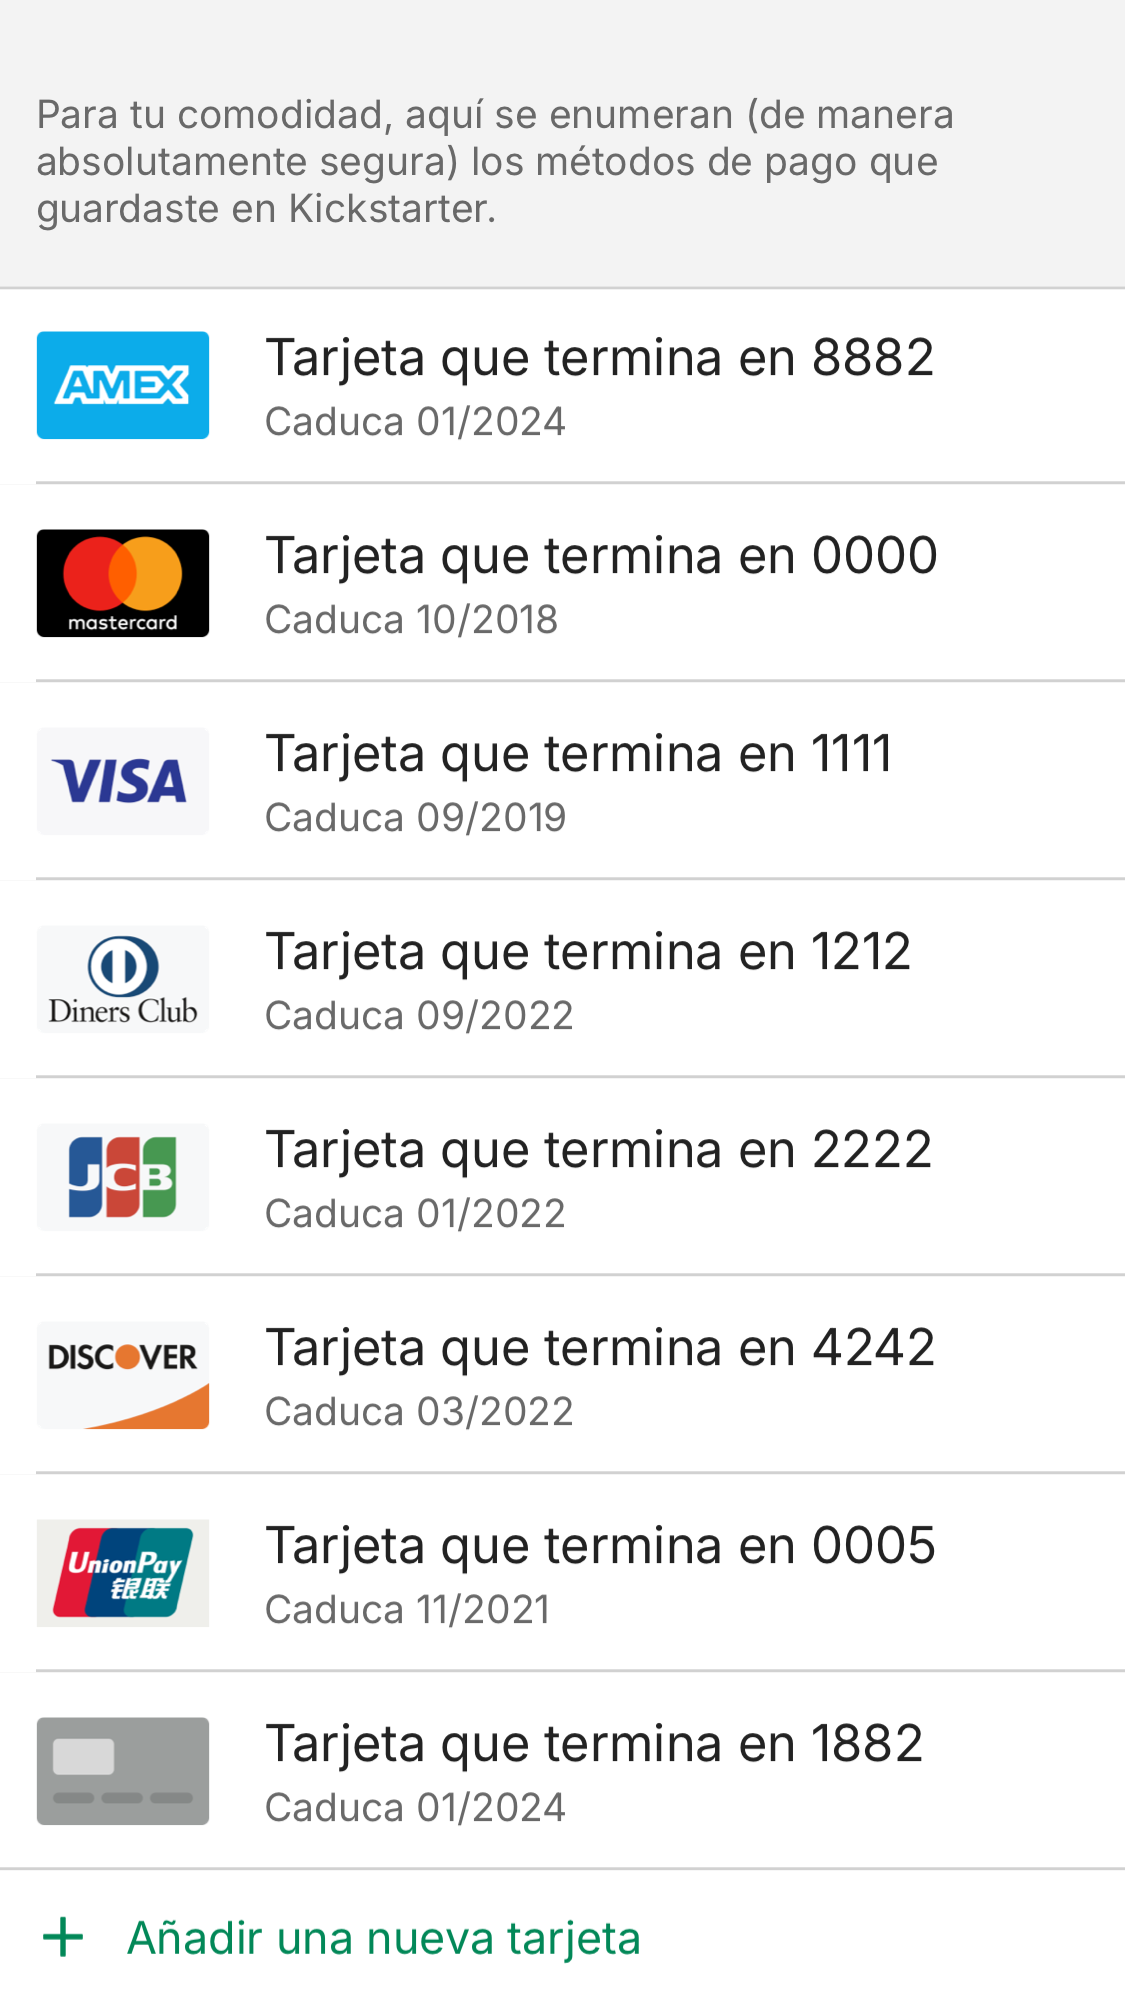 Para tu comodidad, aquí se enumeran (de manera
absolutamente segura) los métodos de pago que
guardaste en Kickstarter.
AMEX
Tarjeta que termina en 8882
Caduca 01/2024
mastercard
Tarjeta que termina en 0000
Caduca 10/2018
VISA
Tarjeta que termina en 1111
Caduca 09/2019
Diners Club
Tarjeta que termina en 1212
Caduca 09/2022
JCB
Tarjeta que termina en 2222
Caduca 01/2022
DISCOVER
Tarjeta que termina en 4242
Caduca 03/2022
UnionPay
银联
Tarjeta que termina en 0005
Caduca 11/2021
Tarjeta que termina en 1882
Caduca 01/2024
+ Añadir una nueva tarjeta